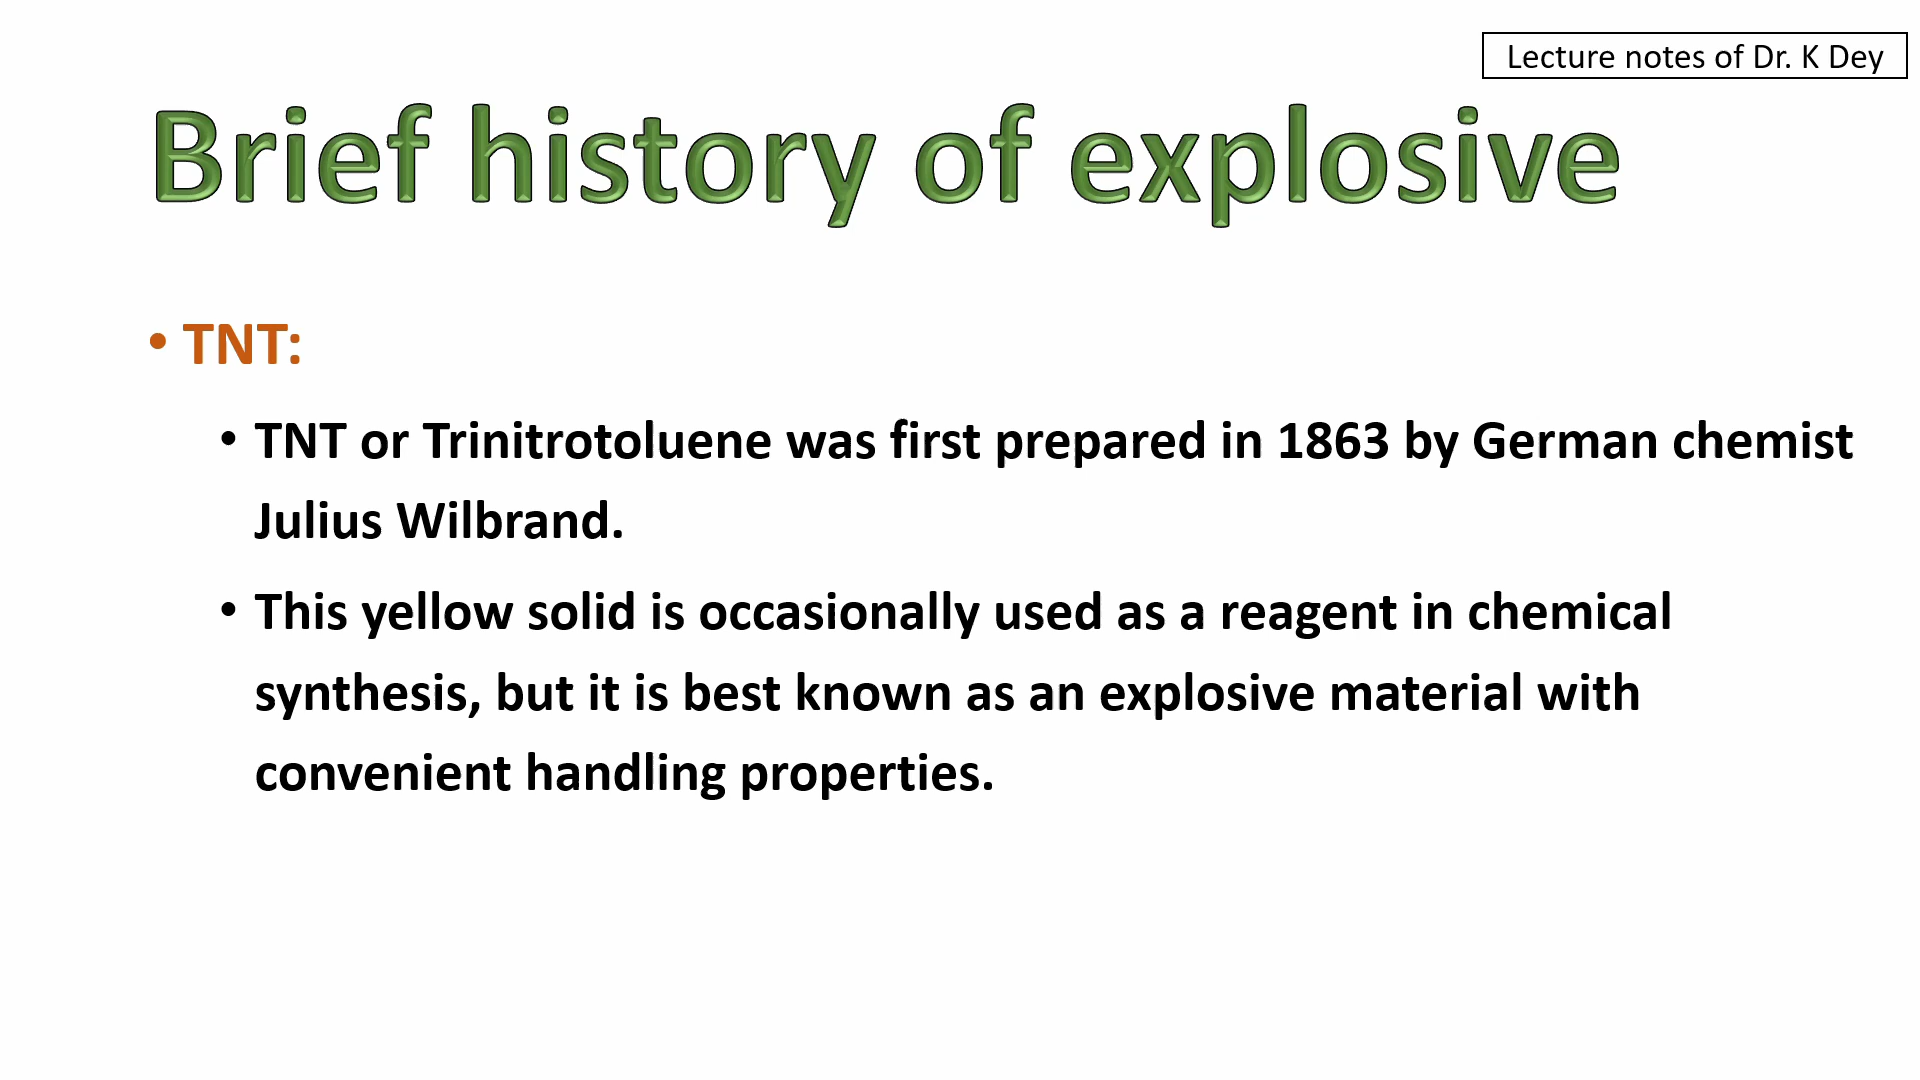 Lecture notes of Dr. K Dey
Brief history of explosive
• TNT:
• TNT or Trinitrotoluene was first prepared in 1863 by German chemist
Julius Wilbrand.
• This yellow solid is occasionally used as a reagent in chemical
synthesis, but it is best known as an explosive material with
convenient handling properties.